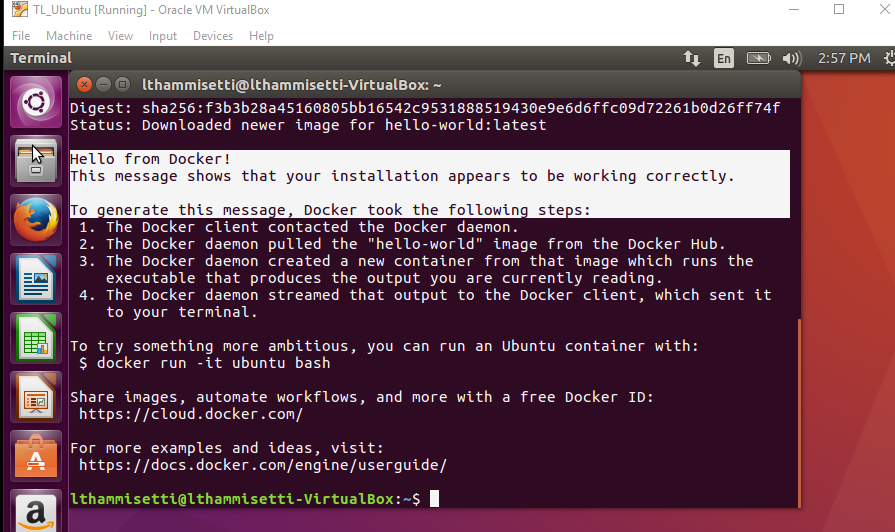 TL_Ubuntu [Running] - Oracle VM VirtualBox
File Machine View Input Devices Help
Terminal En 2:57 PM
lthammisetti@lthammisetti-VirtualBox: ~
Digest: sha256:f3b3b28a45160805bb16542c9531888519430e9e6d6ffc09d72261b0d26ff74f
Status: Downloaded newer image for hello-world:latest
Hello from Docker!
This message shows that your installation appears to be working correctly.
To generate this message, Docker took the following steps:
1. The Docker client contacted the Docker daemon.
2. The Docker daemon pulled the "hello-world" image from the Docker Hub.
3. The Docker daemon created a new container from that image which runs the
executable that produces the output you are currently reading.
4. The Docker daemon streamed that output to the Docker client, which sent it
to your terminal.
To try something more ambitious, you can run an Ubuntu container with:
$ docker run -it ubuntu bash
Share images, automate workflows, and more with a free Docker ID:
https://cloud.docker.com/
For more examples and ideas, visit:
https://docs.docker.com/engine/userguide/
lthammisetti@lthammisetti-VirtualBox:~$